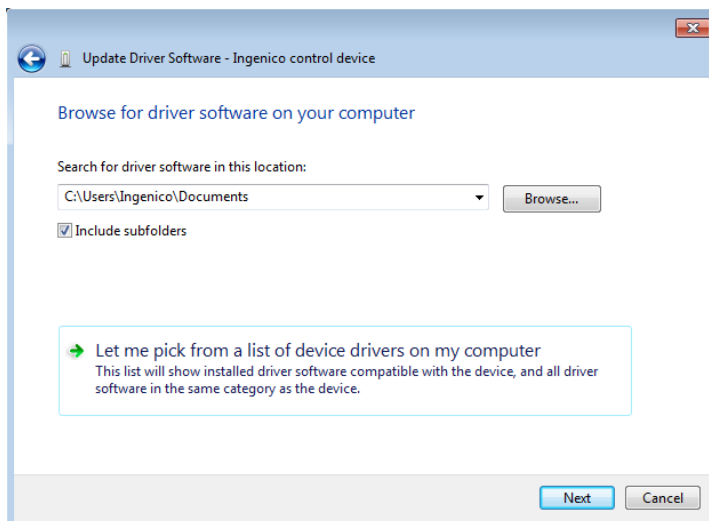 Update Driver Software - Ingenico control device
Browse for driver software on your computer
Search for driver software in this location:
C:\Users\Ingenico\Documents
Browse...
Include subfolders
Let me pick from a list of device drivers on my computer
This list will show installed driver software compatible with the device, and all driver
software in the same category as the device.
Next
Cancel